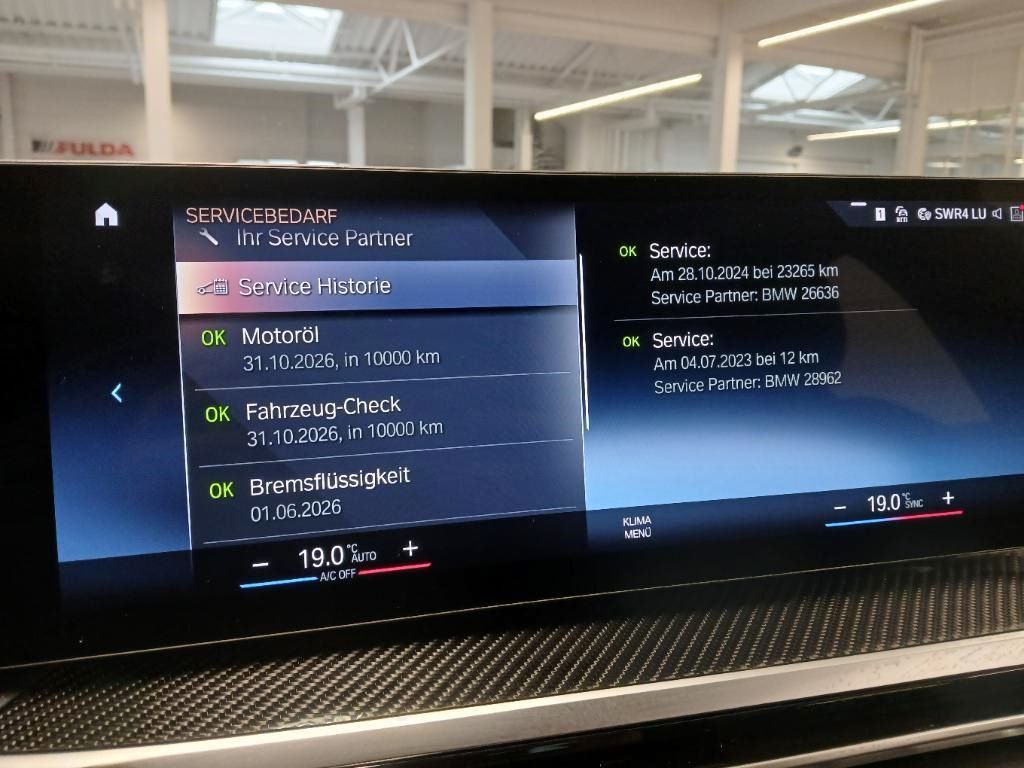 FULDA
SERVICEBEDARF
Ihr Service Partner
Service Historie
OK Motoröl
31.10.2026, in 10000 km
OK Fahrzeug-Check
31.10.2026, in 10000 km
OK Bremsflüssigkeit
01.06.2026
1 SWR4 LU
OK Service:
Am 28.10.2024 bei 23265 km
Service Partner: BMW 26636
OK Service:
Am 04.07.2023 bei 12 km
Service Partner: BMW 28962
− 19.0 °C AUTO +
A/C OFF
KLIMA
MENÜ
− 19.0 °C SYNC +